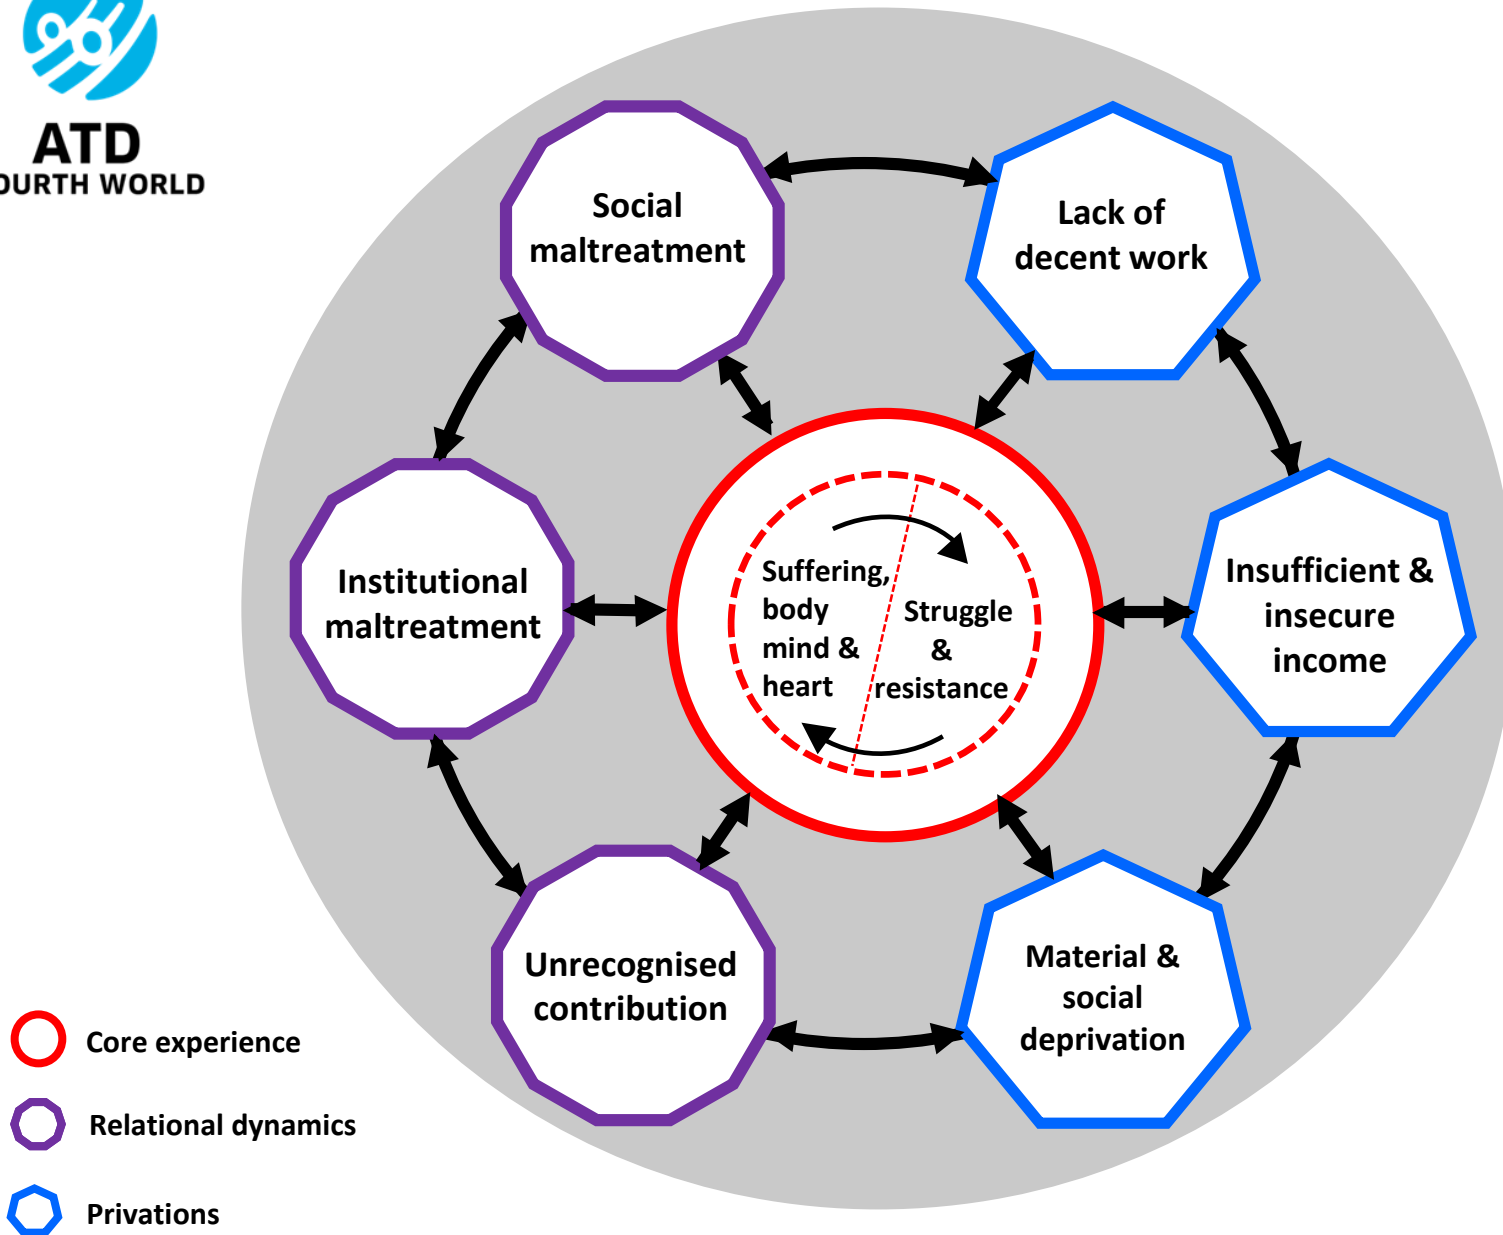 ATD
OURTH WORLD
Social
maltreatment
Lack of
decent work
Institutional
maltreatment
Suffering,
body
mind &
heart
Struggle
&
resistance
Insufficient &
insecure
income
Unrecognised
contribution
Material &
social
deprivation
Core experience
Relational dynamics
Privations